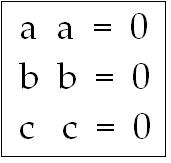 a a = 0
b b = 0
c c = 0